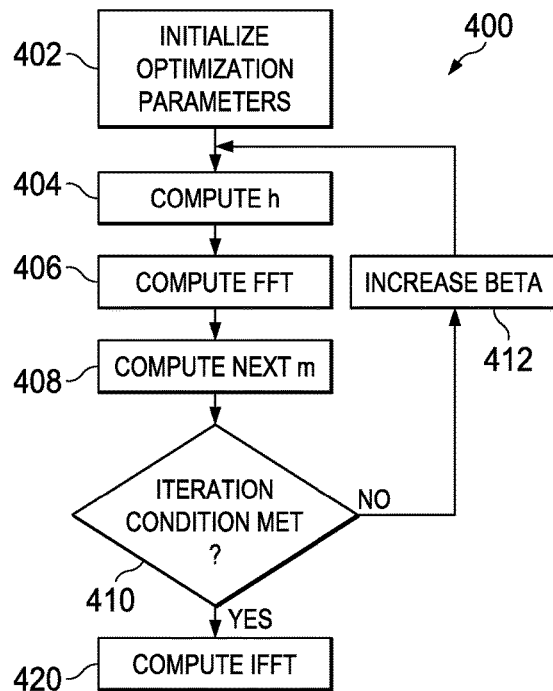 402
INITIALIZE
OPTIMIZATION
PARAMETERS
400
404
COMPUTE h
406
COMPUTE FFT
INCREASE BETA
412
408
COMPUTE NEXT m
ITERATION
CONDITION MET
?
NO
410
YES
420
COMPUTE IFFT